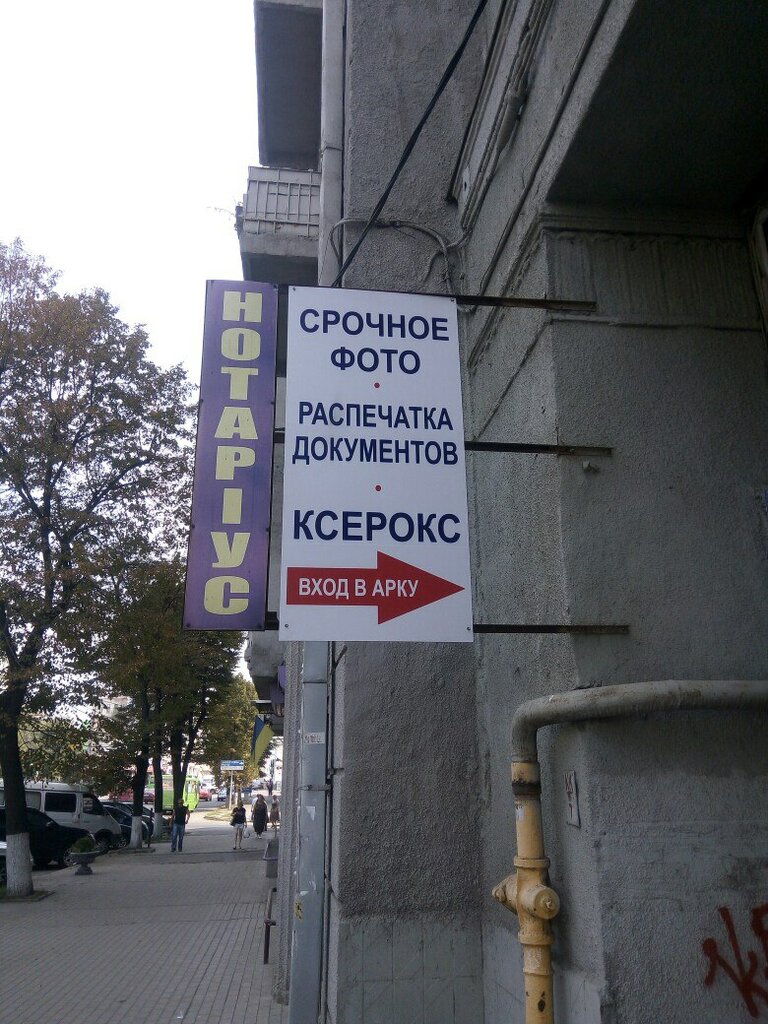 НОТАРІУС
СРОЧНОЕ
ФОТО
РАСПЕЧАТКА
ДОКУМЕНТОВ
КСЕРОКС
ВХОД В АРКУ